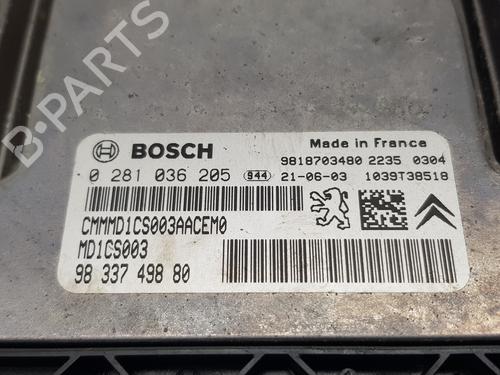 BOSCH
Made in France
0 281 036 205 944
9818703480 2235 0304
21-06-03 1039T38518
CMMMD1CS003AACEM0
MD1CS003
98 337 498 80
B-PARTS